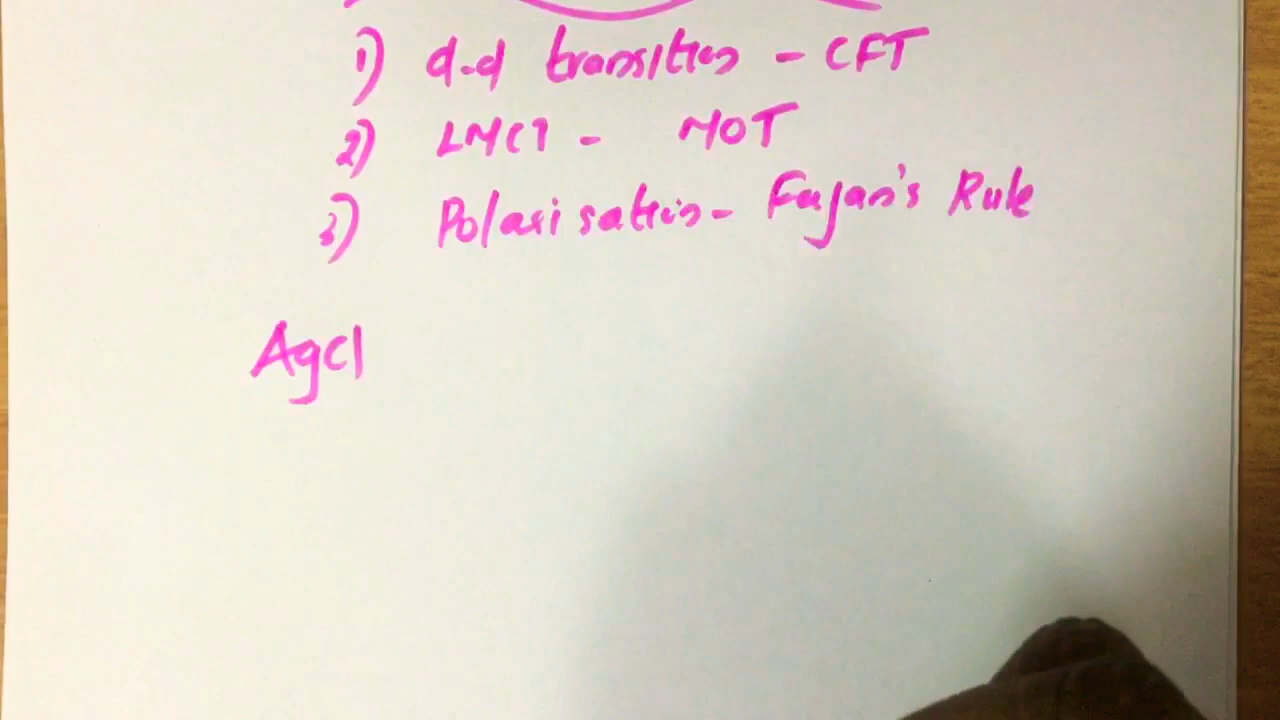 1) d-d transition - CFT
2) LMCT - MOT
3) Polarisation - Fajan's Rule
AgCl